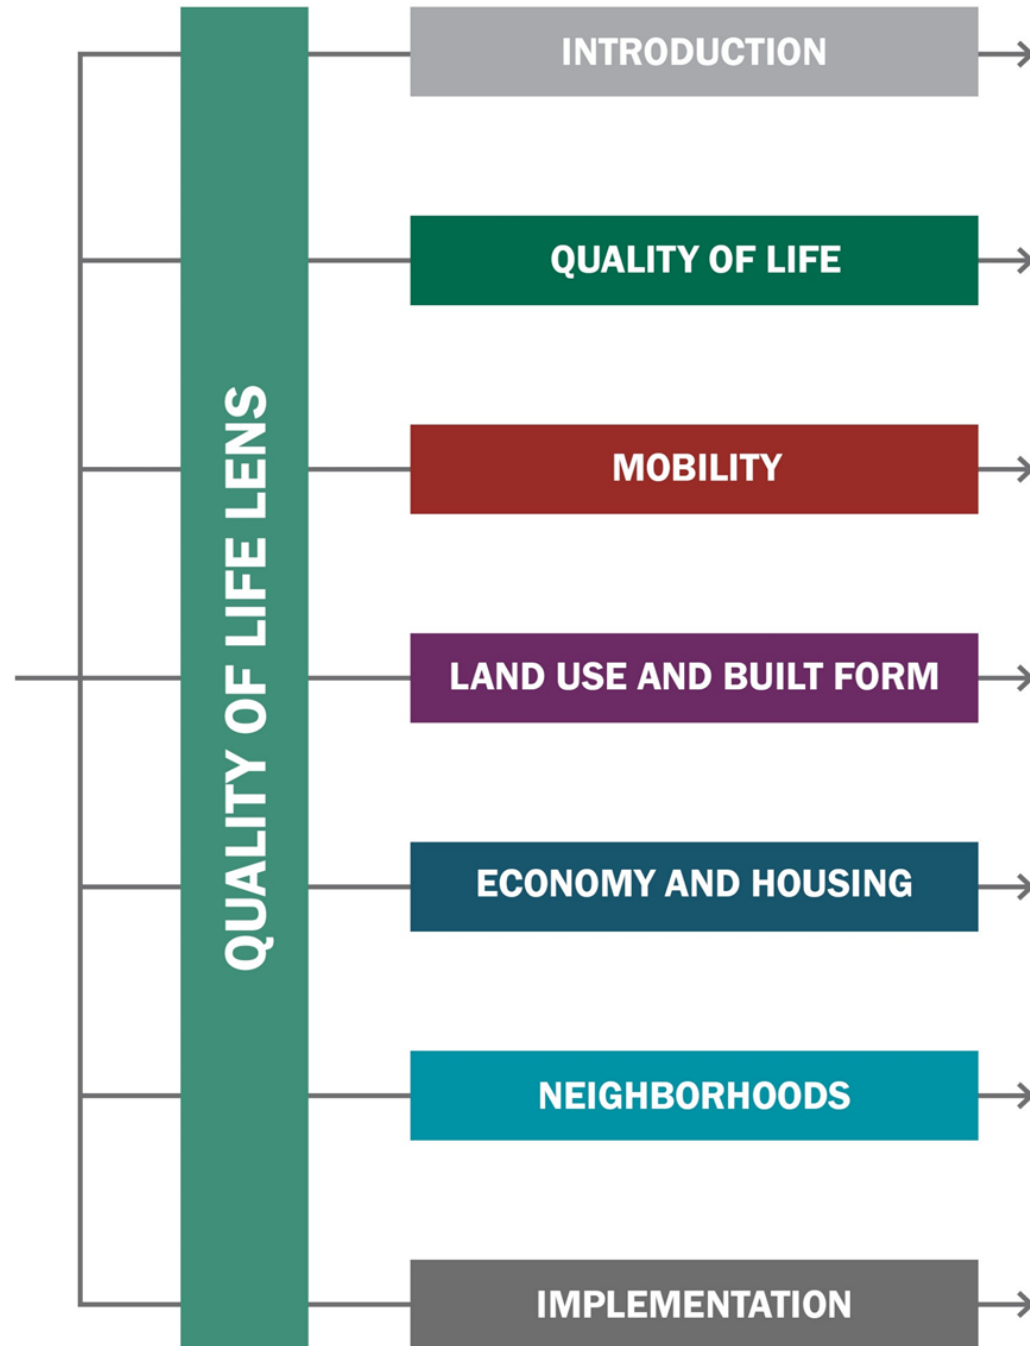 QUALITY OF LIFE LENS
INTRODUCTION
QUALITY OF LIFE
MOBILITY
LAND USE AND BUILT FORM
ECONOMY AND HOUSING
NEIGHBORHOODS
IMPLEMENTATION